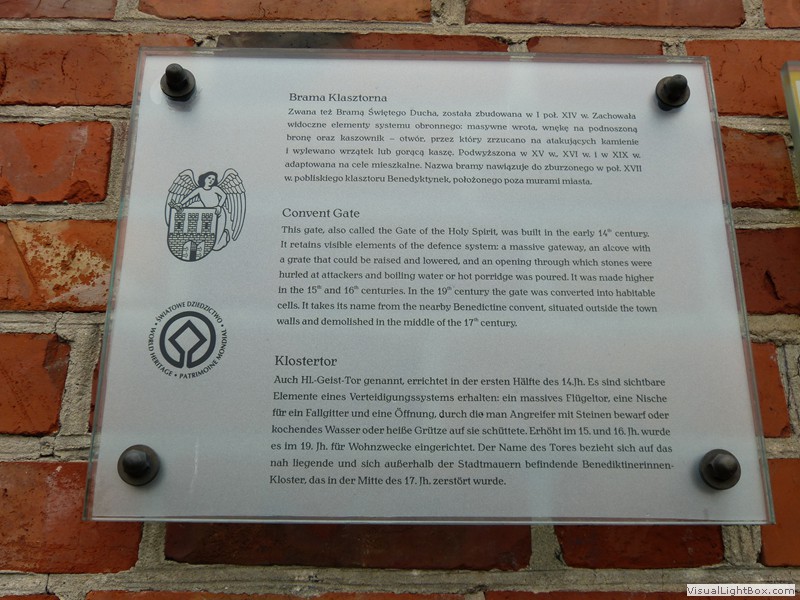 Brama Klasztorna
Zwana też Bramą Świętego Ducha, została zbudowana w I poł. XIV w. Zachowała
widoczne elementy systemu obronnego: masywne wrota, wnękę na podnoszoną
bronę oraz kaszownik – otwór, przez który zrzucano na atakujących kamienie
i wylewano wrzątek lub gorącą kaszę. Podwyższona w XV w., XVI w. i w XIX w.
adaptowana na cele mieszkalne. Nazwa bramy nawiązuje do zburzonego w poł. XVII
w. pobliskiego klasztoru Benedyktynek, położonego poza murami miasta.
Convent Gate
This gate, also called the Gate of the Holy Spirit, was built in the early 14th century.
It retains visible elements of the defence system: a massive gateway, an alcove with
a grate that could be raised and lowered, and an opening through which stones were
hurled at attackers and boiling water or hot porridge was poured. It was made higher
in the 15th and 16th centuries. In the 19th century the gate was converted into habitable
cells. It takes its name from the nearby Benedictine convent, situated outside the town
walls and demolished in the middle of the 17th century.
ŚWIATOWE DZIEDZICTWO • WORLD HERITAGE • PATRIMOINE MONDIAL
Klostertor
Auch Hl.-Geist-Tor genannt, errichtet in der ersten Hälfte des 14.Jh. Es sind sichtbare
Elemente eines Verteidigungssystems erhalten: ein massives Flügeltor, eine Nische
für ein Fallgitter und eine Öffnung, durch die man Angreifer mit Steinen bewarf oder
kochendes Wasser oder heiße Grütze auf sie schüttete. Erhöht im 15. und 16. Jh. wurde
es im 19. Jh. für Wohnzwecke eingerichtet. Der Name des Tores bezieht sich auf das
nah liegende und sich außerhalb der Stadtmauern befindende Benediktinerinnen-
Kloster, das in der Mitte des 17. Jh. zerstört wurde.
VisualLightBox.com